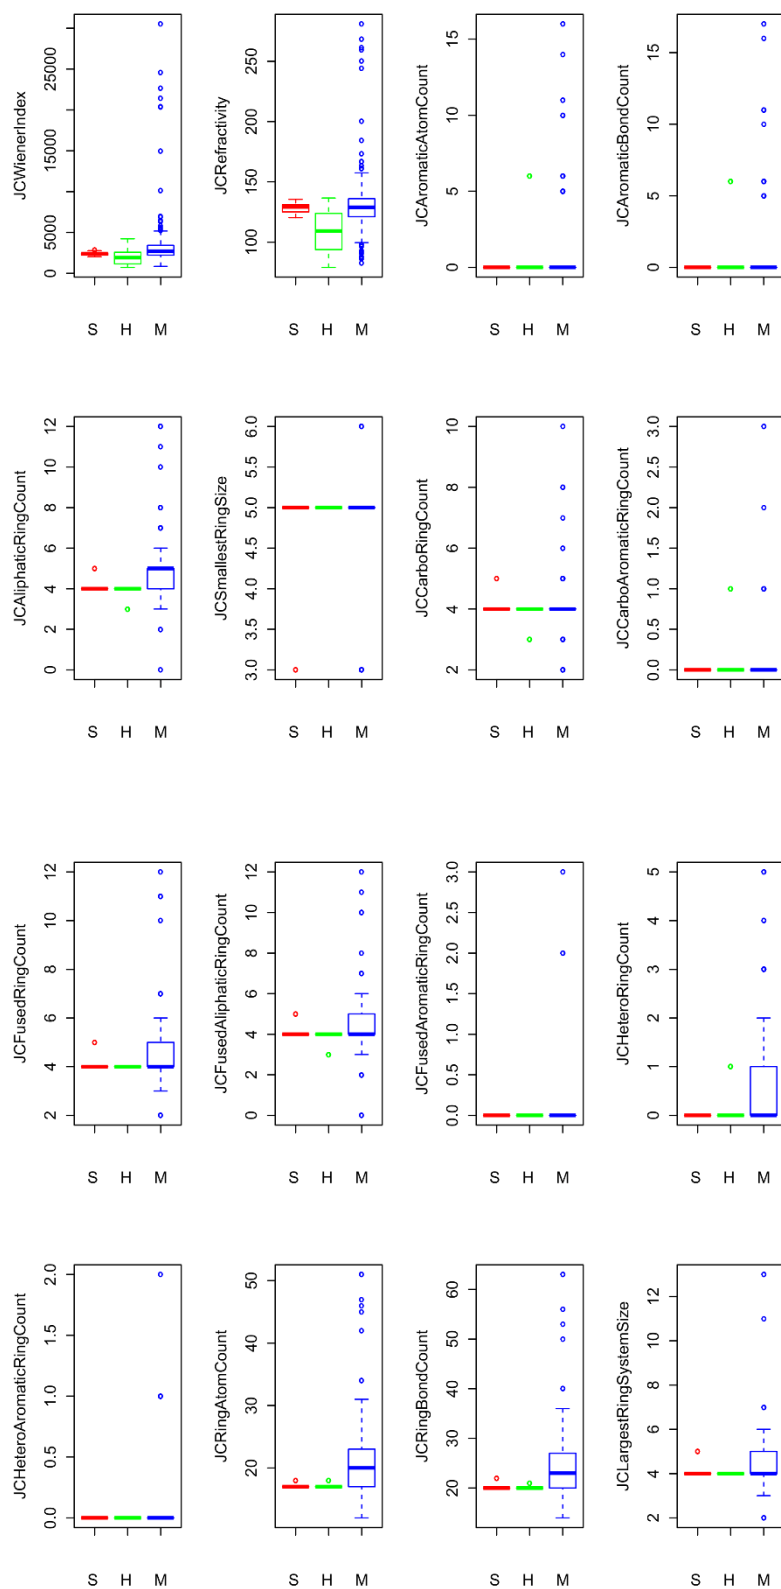 JCWienerIndex
25000
15000
5000
0
S H M
JCRefractivity
250
200
150
100
S H M
JCAromaticAtomCount
15
10
5
0
S H M
JCAromaticBondCount
15
10
5
0
S H M
JCAliphaticRingCount
12
10
8
6
4
2
0
S H M
JCSmallestRingSize
6.0
5.5
5.0
4.5
4.0
3.5
3.0
S H M
JCCarboRingCount
10
8
6
4
2
S H M
JCCarboAromaticRingCount
3.0
2.5
2.0
1.5
1.0
0.5
0.0
S H M
JCFusedRingCount
12
10
8
6
4
2
S H M
JCFusedAliphaticRingCount
12
10
8
6
4
2
0
S H M
JCFusedAromaticRingCount
3.0
2.5
2.0
1.5
1.0
0.5
0.0
S H M
JCHeteroRingCount
5
4
3
2
1
0
S H M
JCHeteroAromaticRingCount
2.0
1.5
1.0
0.5
0.0
S H M
JCRingAtomCount
50
40
30
20
S H M
JCRingBondCount
60
50
40
30
20
S H M
JCLargestRingSystemSize
12
10
8
6
4
2
S H M